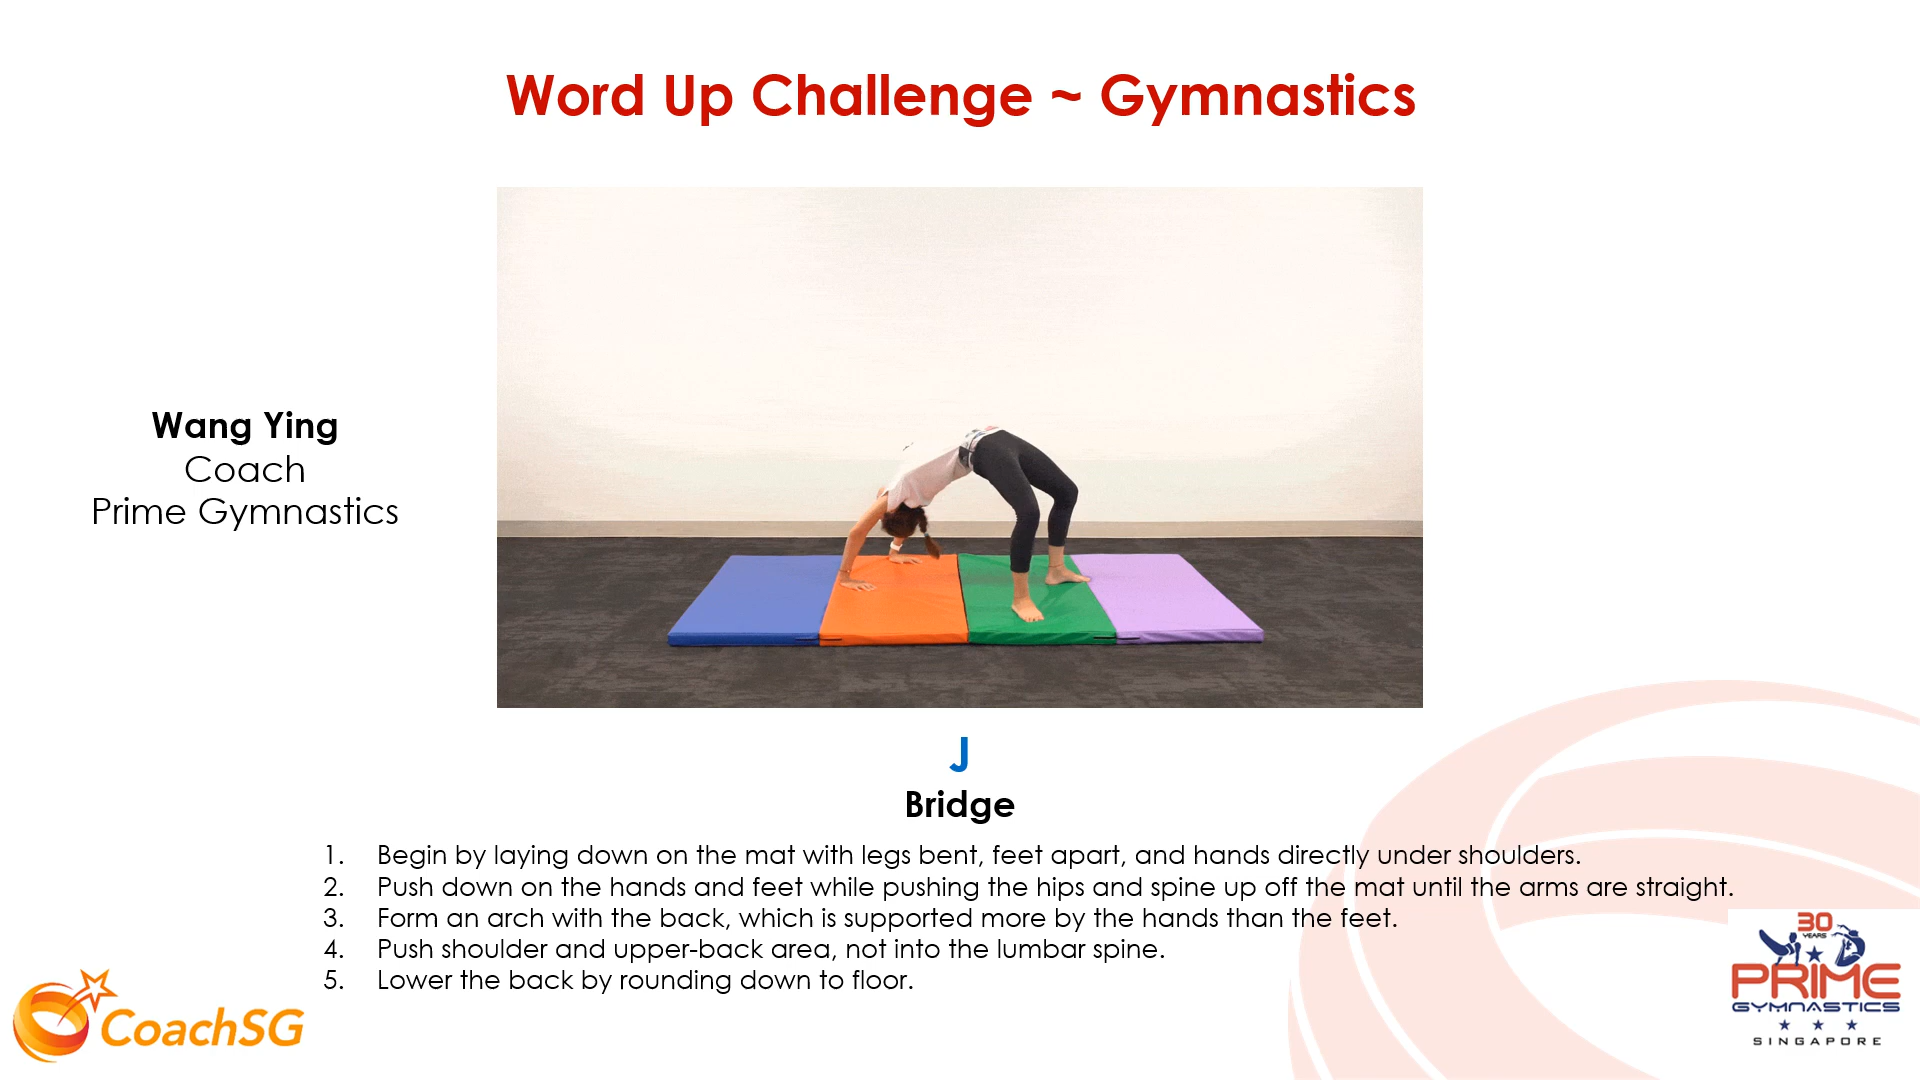 Word Up Challenge ~ Gymnastics
Wang Ying
Coach
Prime Gymnastics
J
Bridge
1. Begin by laying down on the mat with legs bent, feet apart, and hands directly under shoulders.
2. Push down on the hands and feet while pushing the hips and spine up off the mat until the arms are straight.
3. Form an arch with the back, which is supported more by the hands than the feet.
4. Push shoulder and upper-back area, not into the lumbar spine.
5. Lower the back by rounding down to floor.
CoachSG
30
YEARS
PRIME
GYMNASTICS
SINGAPORE